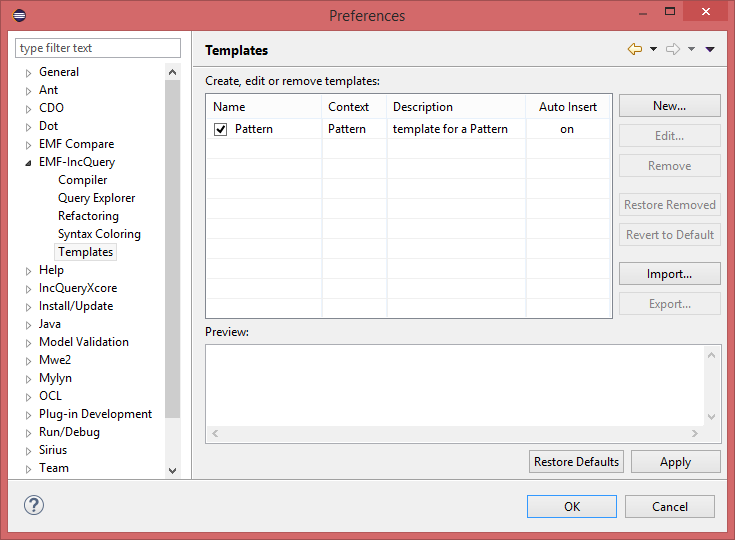 Preferences
type filter text
General
Ant
CDO
Dot
EMF Compare
EMF-IncQuery
Compiler
Query Explorer
Refactoring
Syntax Coloring
Templates
Help
IncQueryXcore
Install/Update
Java
Model Validation
Mwe2
Mylyn
OCL
Plug-in Development
Run/Debug
Sirius
Team
Templates
Create, edit or remove templates:
Name Context Description Auto Insert
Pattern Pattern template for a Pattern on
New...
Edit...
Remove
Restore Removed
Revert to Default
Import...
Export...
Preview:
Restore Defaults Apply
? OK Cancel